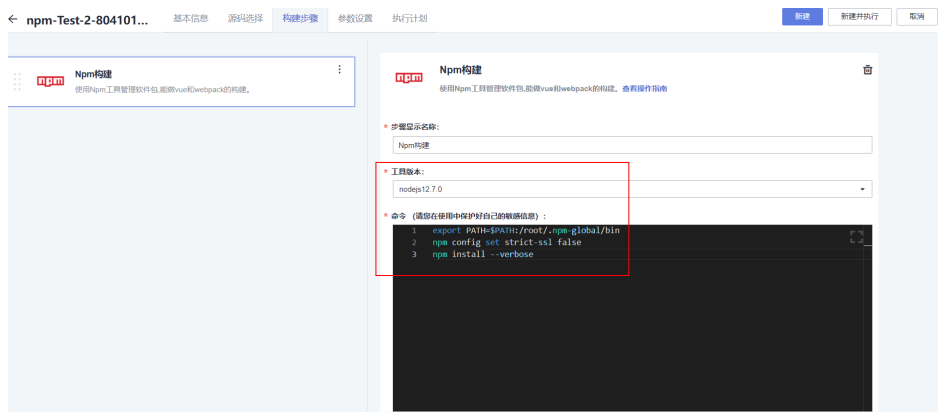 npm-Test-2-804101...
基本信息
源码选择
构建步骤
参数设置
执行计划
新建
新建并执行
取消
npm
Npm构建
使用Npm工具管理软件包,能做vue和webpack的构建。
npm
Npm构建
使用Npm工具管理软件包,能做vue和webpack的构建。查看操作指南
* 步骤显示名称:
Npm构建
* 工具版本:
nodejs12.7.0
* 命令 (请您在使用中保护好自己的敏感信息) :
1 export PATH=$PATH:/root/.npm-global/bin
2 npm config set strict-ssl false
3 npm install --verbose